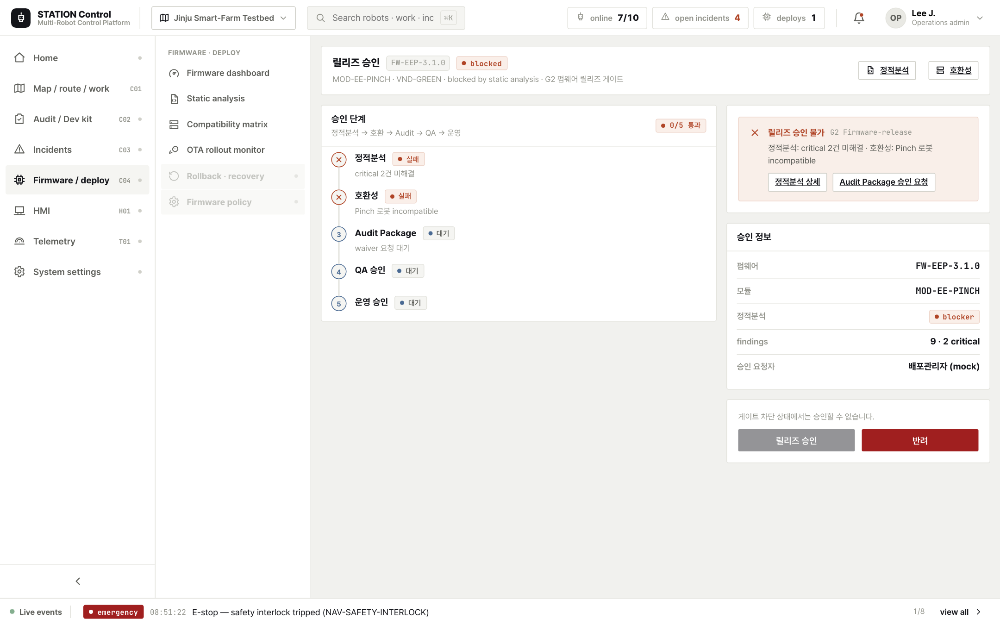 STATION Control
Multi-Robot Control Platform
Jinju Smart-Farm Testbed
Search robots · work · inc
⌘K
online 7/10
open incidents 4
deploys 1
OP
Lee J.
Operations admin
Home
Map / route / work C01
Audit / Dev kit C02
Incidents C03
Firmware / deploy C04
HMI H01
Telemetry T01
System settings
FIRMWARE · DEPLOY
Firmware dashboard
Static analysis
Compatibility matrix
OTA rollout monitor
Rollback · recovery
Firmware policy
릴리즈 승인 FW-EEP-3.1.0 blocked
MOD-EE-PINCH · VND-GREEN · blocked by static analysis · G2 펌웨어 릴리즈 게이트
정적분석
호환성
승인 단계
정적분석 → 호환 → Audit → QA → 운영
0/5 통과
정적분석 실패
critical 2건 미해결
호환성 실패
Pinch 로봇 incompatible
3 Audit Package 대기
waiver 요청 대기
4 QA 승인 대기
5 운영 승인 대기
릴리즈 승인 불가 G2 Firmware-release
정적분석: critical 2건 미해결 · 호환성: Pinch 로봇
incompatible
정적분석 상세
Audit Package 승인 요청
승인 정보
펌웨어 FW-EEP-3.1.0
모듈 MOD-EE-PINCH
정적분석 blocker
findings 9 · 2 critical
승인 요청자 배포관리자 (mock)
게이트 차단 상태에서는 승인할 수 없습니다.
릴리즈 승인
반려
Live events
emergency
08:51:22 E-stop — safety interlock tripped (NAV-SAFETY-INTERLOCK)
1/8
view all